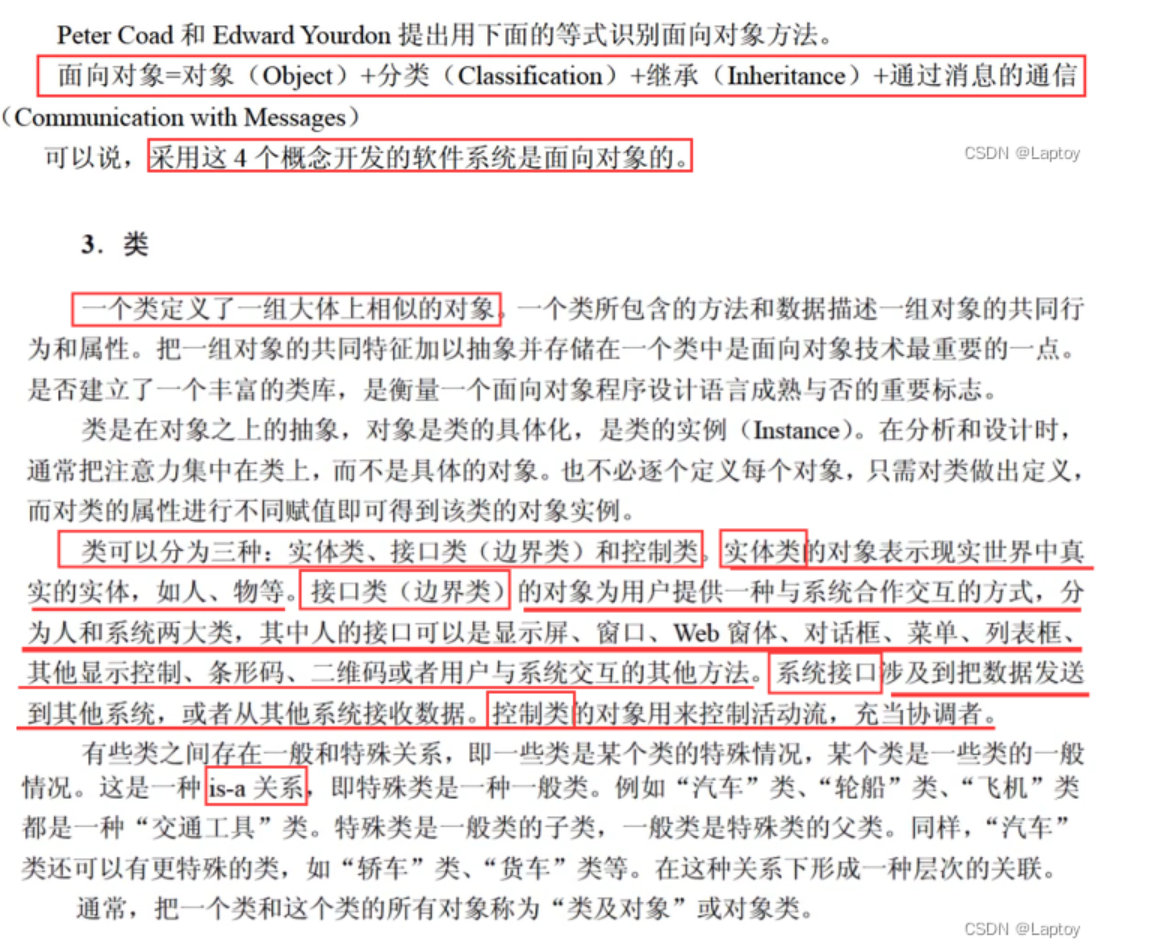 Peter Coad 和 Edward Yourdon 提出用下面的等式识别面向对象方法。
面向对象=对象（Object）+分类（Classification）+继承（Inheritance）+通过消息的通信
（Communication with Messages）
可以说，采用这 4 个概念开发的软件系统是面向对象的。
CSDN @Laptoy
3．类
一个类定义了一组大体上相似的对象。一个类所包含的方法和数据描述一组对象的共同行
为和属性。把一组对象的共同特征加以抽象并存储在一个类中是面向对象技术最重要的一点。
是否建立了一个丰富的类库，是衡量一个面向对象程序设计语言成熟与否的重要标志。
类是在对象之上的抽象，对象是类的具体化，是类的实例（Instance）。在分析和设计时，
通常把注意力集中在类上，而不是具体的对象。也不必逐个定义每个对象，只需对类做出定义，
而对类的属性进行不同赋值即可得到该类的对象实例。
类可以分为三种：实体类、接口类（边界类）和控制类。实体类的对象表示现实世界中真
实的实体，如人、物等。接口类（边界类）的对象为用户提供一种与系统合作交互的方式，分
为人和系统两大类，其中人的接口可以是显示屏、窗口、Web 窗体、对话框、菜单、列表框、
其他显示控制、条形码、二维码或者用户与系统交互的其他方法。系统接口涉及到把数据发送
到其他系统，或者从其他系统接收数据。控制类的对象用来控制活动流，充当协调者。
有些类之间存在一般和特殊关系，即一些类是某个类的特殊情况，某个类是一些类的一般
情况。这是一种 is-a 关系，即特殊类是一种一般类。例如“汽车”类、“轮船”类、“飞机”类
都是一种“交通工具”类。特殊类是一般类的子类，一般类是特殊类的父类。同样，“汽车”
类还可以有更特殊的类，如“轿车”类、“货车”类等。在这种关系下形成一种层次的关联。
通常，把一个类和这个类的所有对象称为“类及对象”或对象类。
CSDN @Laptoy